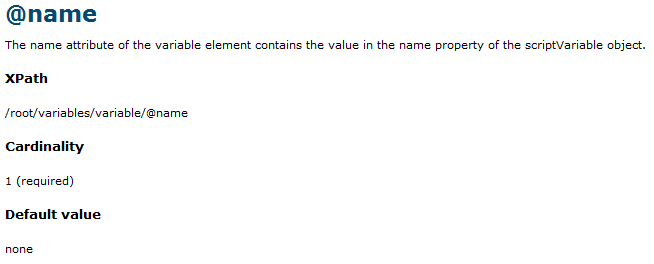 @name
The name attribute of the variable element contains the value in the name property of the scriptVariable object.
XPath
/root/variables/variable/@name
Cardinality
1 (required)
Default value
none